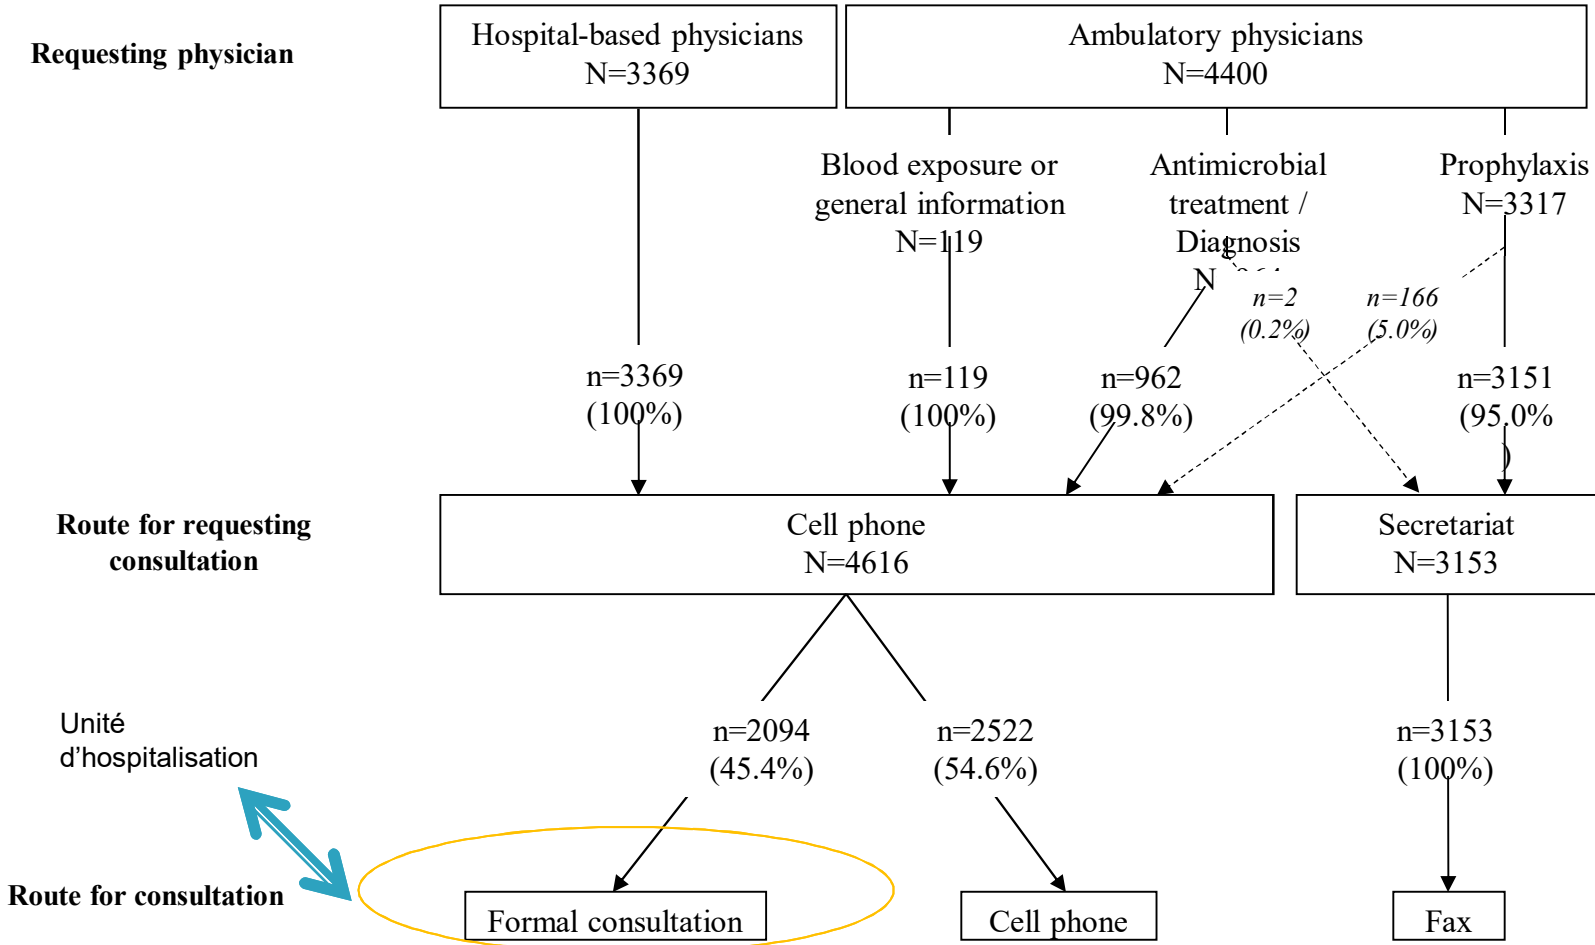 Requesting physician
Hospital-based physicians
N=3369
Ambulatory physicians
N=4400
Blood exposure or
general information
N=119
Antimicrobial
treatment /
Diagnosis
N
Prophylaxis
N=3317
n=2
(0.2%)
n=166
(5.0%)
n=3369
(100%)
n=119
(100%)
n=962
(99.8%)
n=3151
(95.0%
)
Route for requesting
consultation
Cell phone
N=4616
Secretariat
N=3153
Unité
d’hospitalisation
n=2094
(45.4%)
n=2522
(54.6%)
n=3153
(100%)
Route for consultation
Formal consultation
Cell phone
Fax